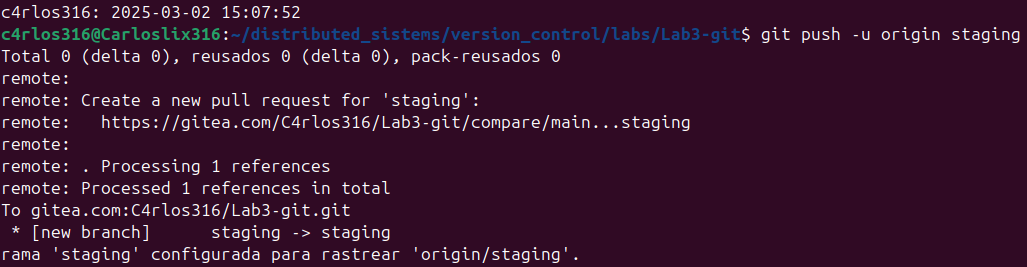 c4rlos316: 2025-03-02 15:07:52
c4rlos316@Carloslix316:~/distributed_sistems/version_control/labs/Lab3-git$ git push -u origin staging
Total 0 (delta 0), reusados 0 (delta 0), pack-reusados 0
remote:
remote: Create a new pull request for 'staging':
remote:   https://gitea.com/C4rlos316/Lab3-git/compare/main...staging
remote:
remote: . Processing 1 references
remote: Processed 1 references in total
To gitea.com:C4rlos316/Lab3-git.git
 * [new branch]      staging -> staging
rama 'staging' configurada para rastrear 'origin/staging'.